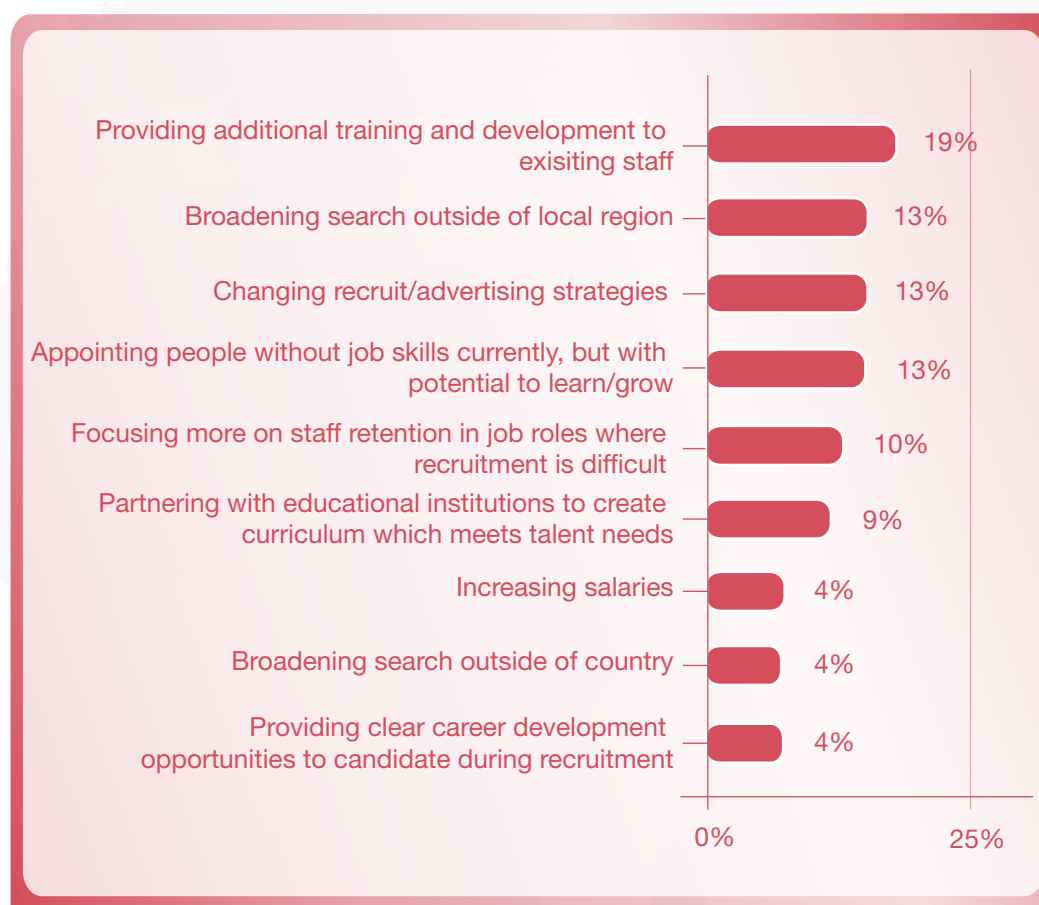 Providing additional training and development to
exisiting staff
19%
Broadening search outside of local region
13%
Changing recruit/advertising strategies
13%
Appointing people without job skills currently, but with
potential to learn/grow
13%
Focusing more on staff retention in job roles where
recruitment is difficult
10%
Partnering with educational institutions to create
curriculum which meets talent needs
9%
Increasing salaries
4%
Broadening search outside of country
4%
Providing clear career development
opportunities to candidate during recruitment
4%
0%
25%